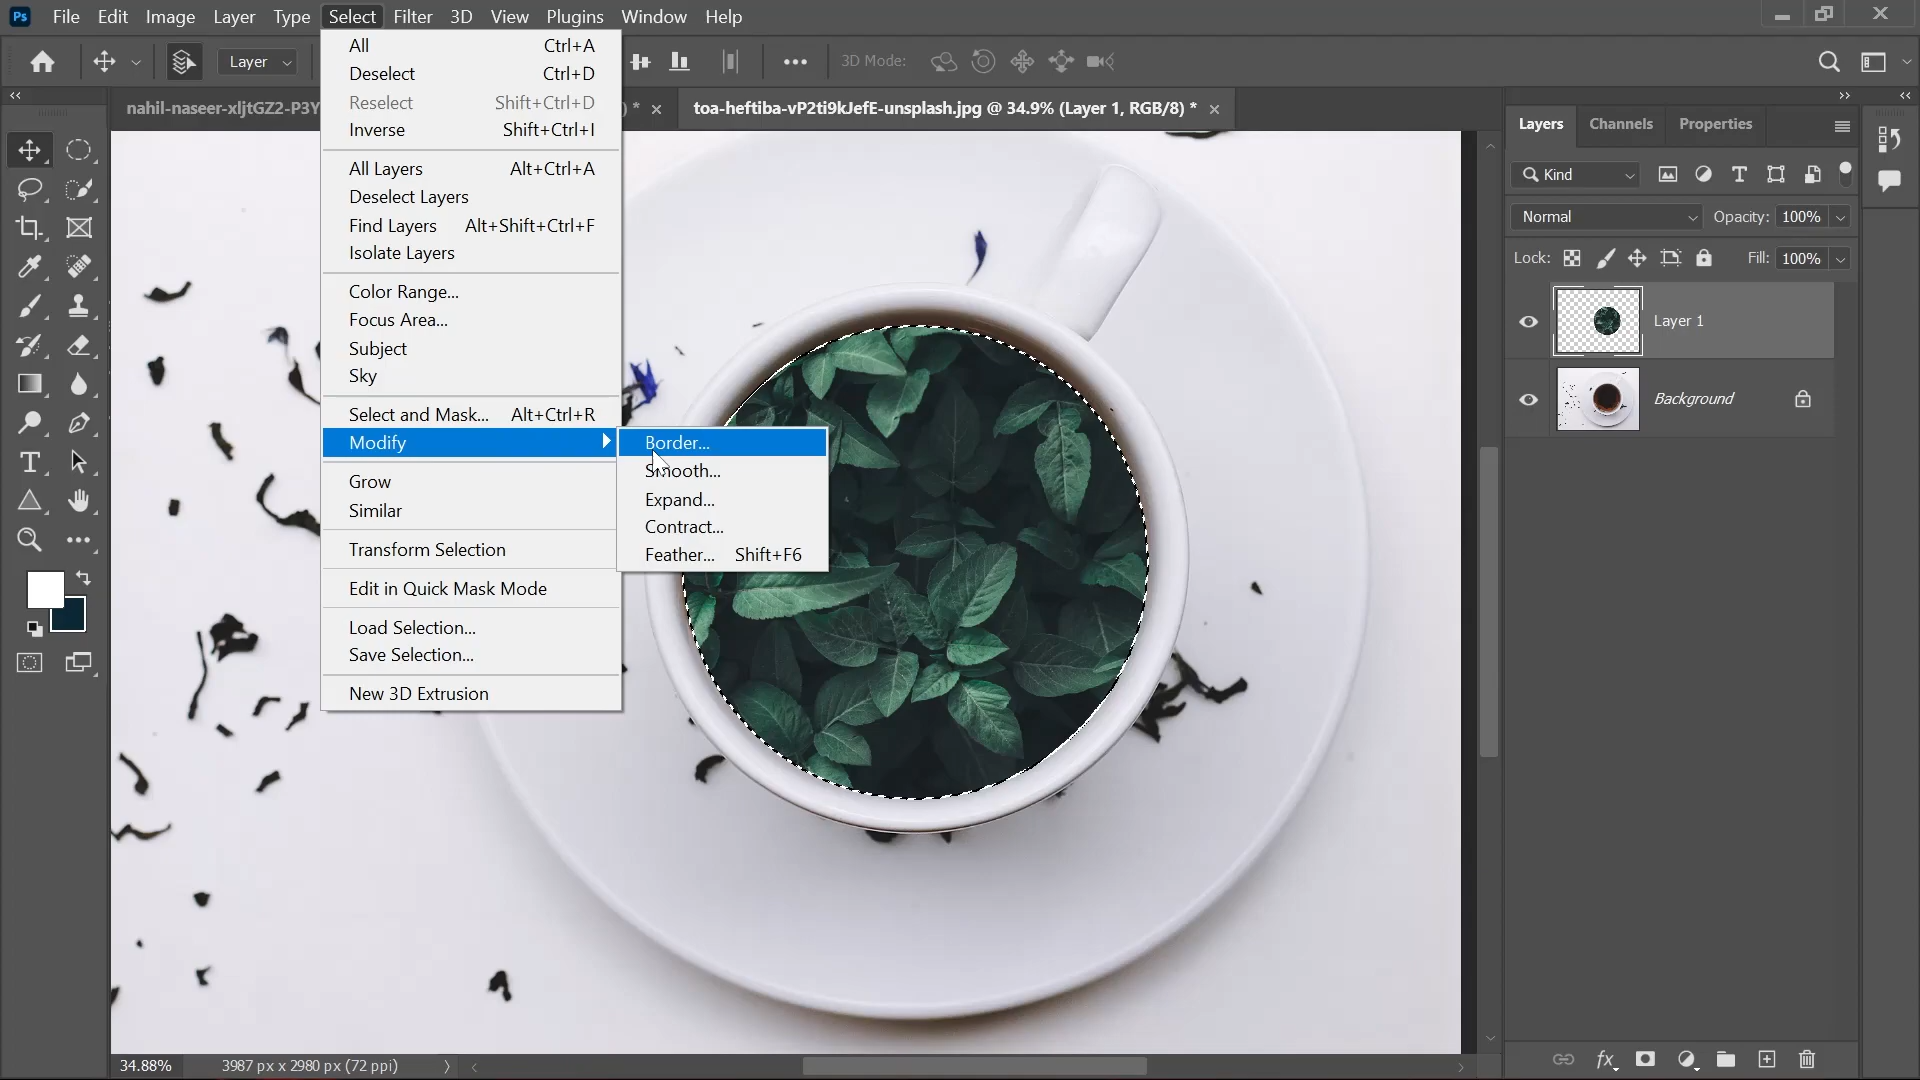 Ps File Edit Image Layer Type Select Filter 3D View Plugins Window Help
Layer
3D Mode:
nahil-naseer-xljtGZ2-P3Y
) *
toa-heftiba-vP2ti9kJefE-unsplash.jpg @ 34.9% (Layer 1, RGB/8) *
All Ctrl+A
Deselect Ctrl+D
Reselect Shift+Ctrl+D
Inverse Shift+Ctrl+I
All Layers Alt+Ctrl+A
Deselect Layers
Find Layers Alt+Shift+Ctrl+F
Isolate Layers
Color Range...
Focus Area...
Subject
Sky
Select and Mask... Alt+Ctrl+R
Modify
Grow
Similar
Transform Selection
Edit in Quick Mask Mode
Load Selection...
Save Selection...
New 3D Extrusion
Border...
Smooth...
Expand...
Contract...
Feather... Shift+F6
Layers Channels Properties
Kind
Normal Opacity: 100%
Lock: Fill: 100%
Layer 1
Background
34.88% 3987 px x 2980 px (72 ppi)